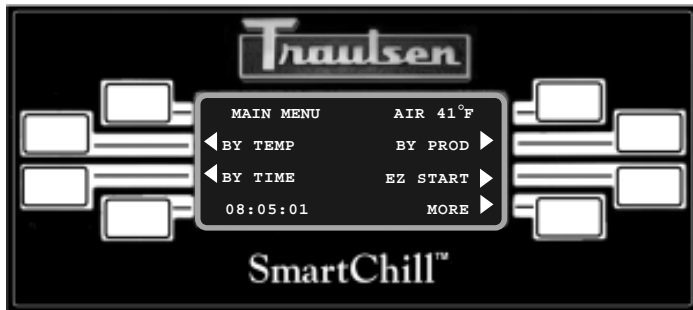 Traulsen
MAIN MENU AIR 41°F
BY TEMP BY PROD
BY TIME EZ START
08:05:01 MORE
SmartChill™